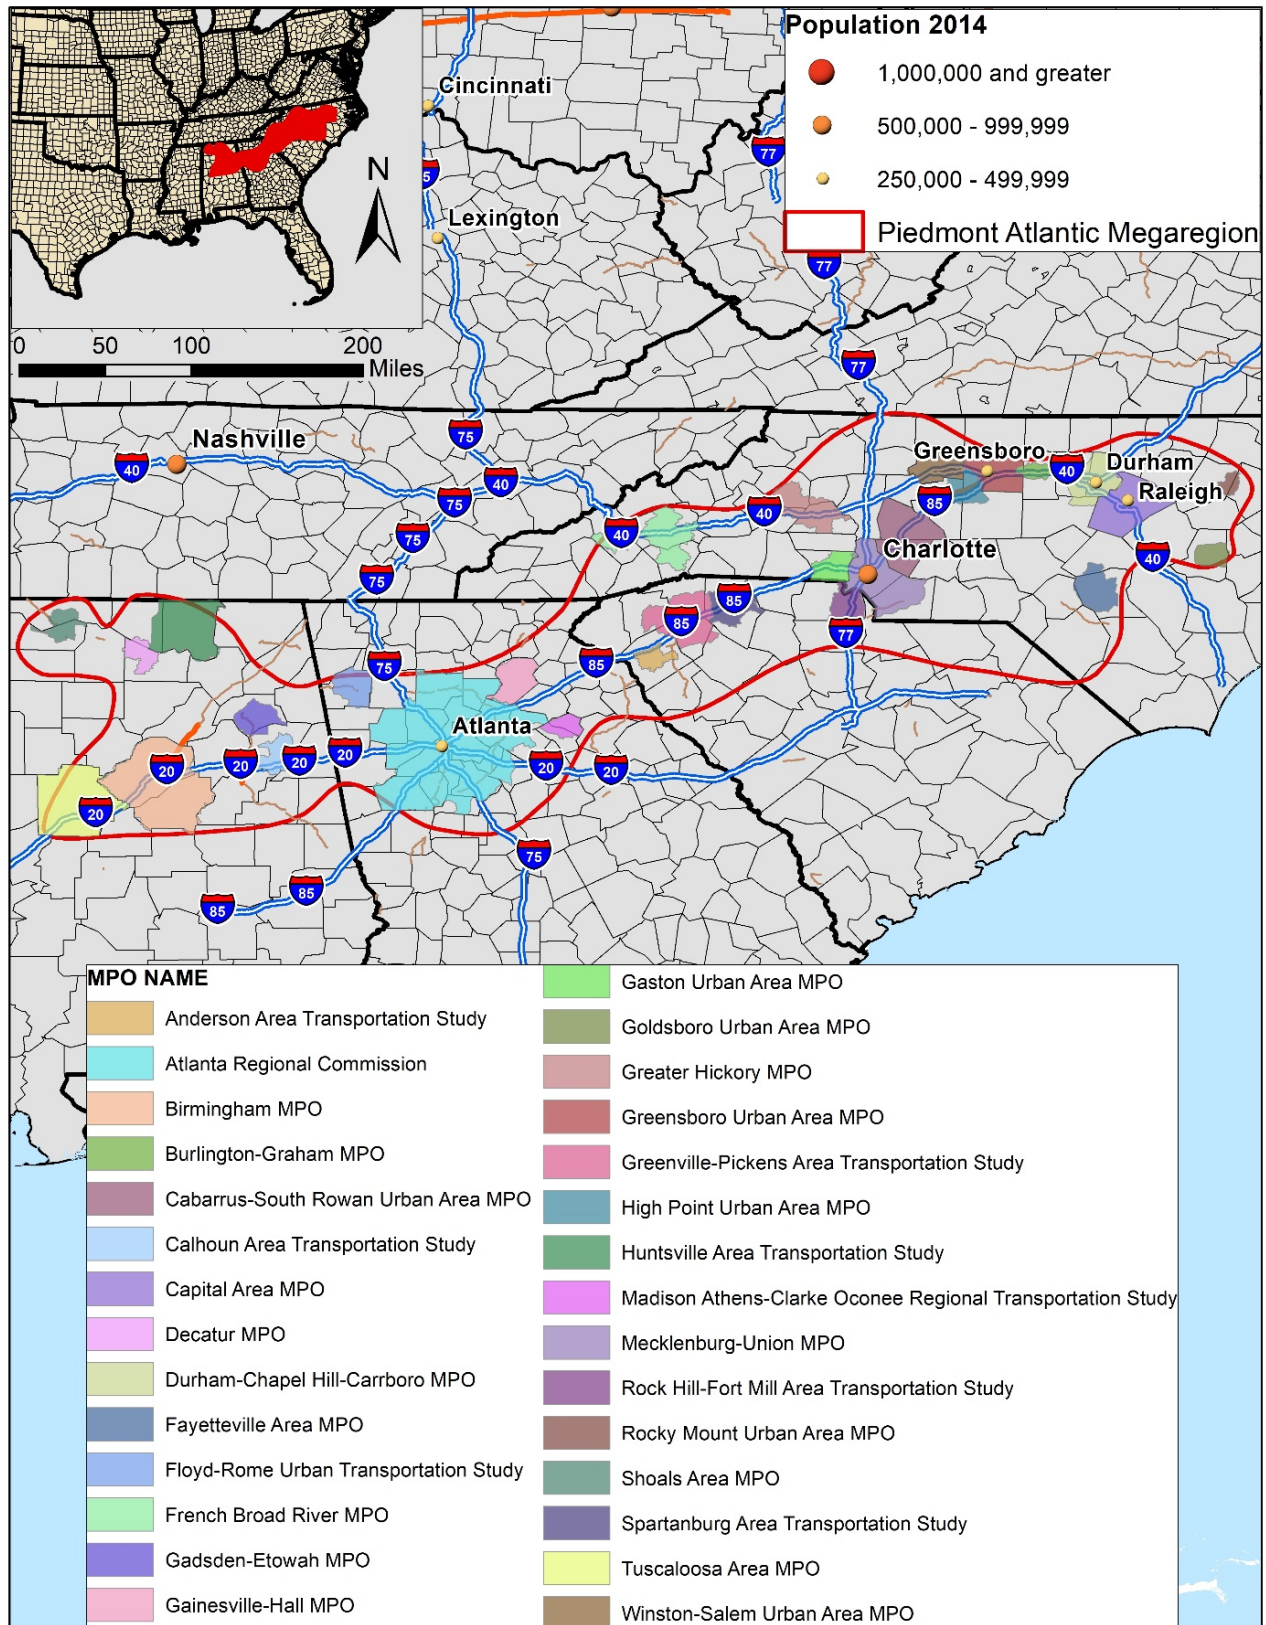 Population 2014
1,000,000 and greater
500,000 - 999,999
250,000 - 499,999
Piedmont Atlantic Megaregion
N
0 50 100 200
Miles
Cincinnati
77
5
Lexington
77
77
75
Nashville
40
40
75
75
75
Greensboro
40
Durham
Raleigh
85
40
40
Charlotte
40
85
85
77
85
75
Atlanta
20
20
20
20
20
20
20
75
85
85
MPO NAME
Anderson Area Transportation Study
Atlanta Regional Commission
Birmingham MPO
Burlington-Graham MPO
Cabarrus-South Rowan Urban Area MPO
Calhoun Area Transportation Study
Capital Area MPO
Decatur MPO
Durham-Chapel Hill-Carrboro MPO
Fayetteville Area MPO
Floyd-Rome Urban Transportation Study
French Broad River MPO
Gadsden-Etowah MPO
Gainesville-Hall MPO
Gaston Urban Area MPO
Goldsboro Urban Area MPO
Greater Hickory MPO
Greensboro Urban Area MPO
Greenville-Pickens Area Transportation Study
High Point Urban Area MPO
Huntsville Area Transportation Study
Madison Athens-Clarke Oconee Regional Transportation Study
Mecklenburg-Union MPO
Rock Hill-Fort Mill Area Transportation Study
Rocky Mount Urban Area MPO
Shoals Area MPO
Spartanburg Area Transportation Study
Tuscaloosa Area MPO
Winston-Salem Urban Area MPO